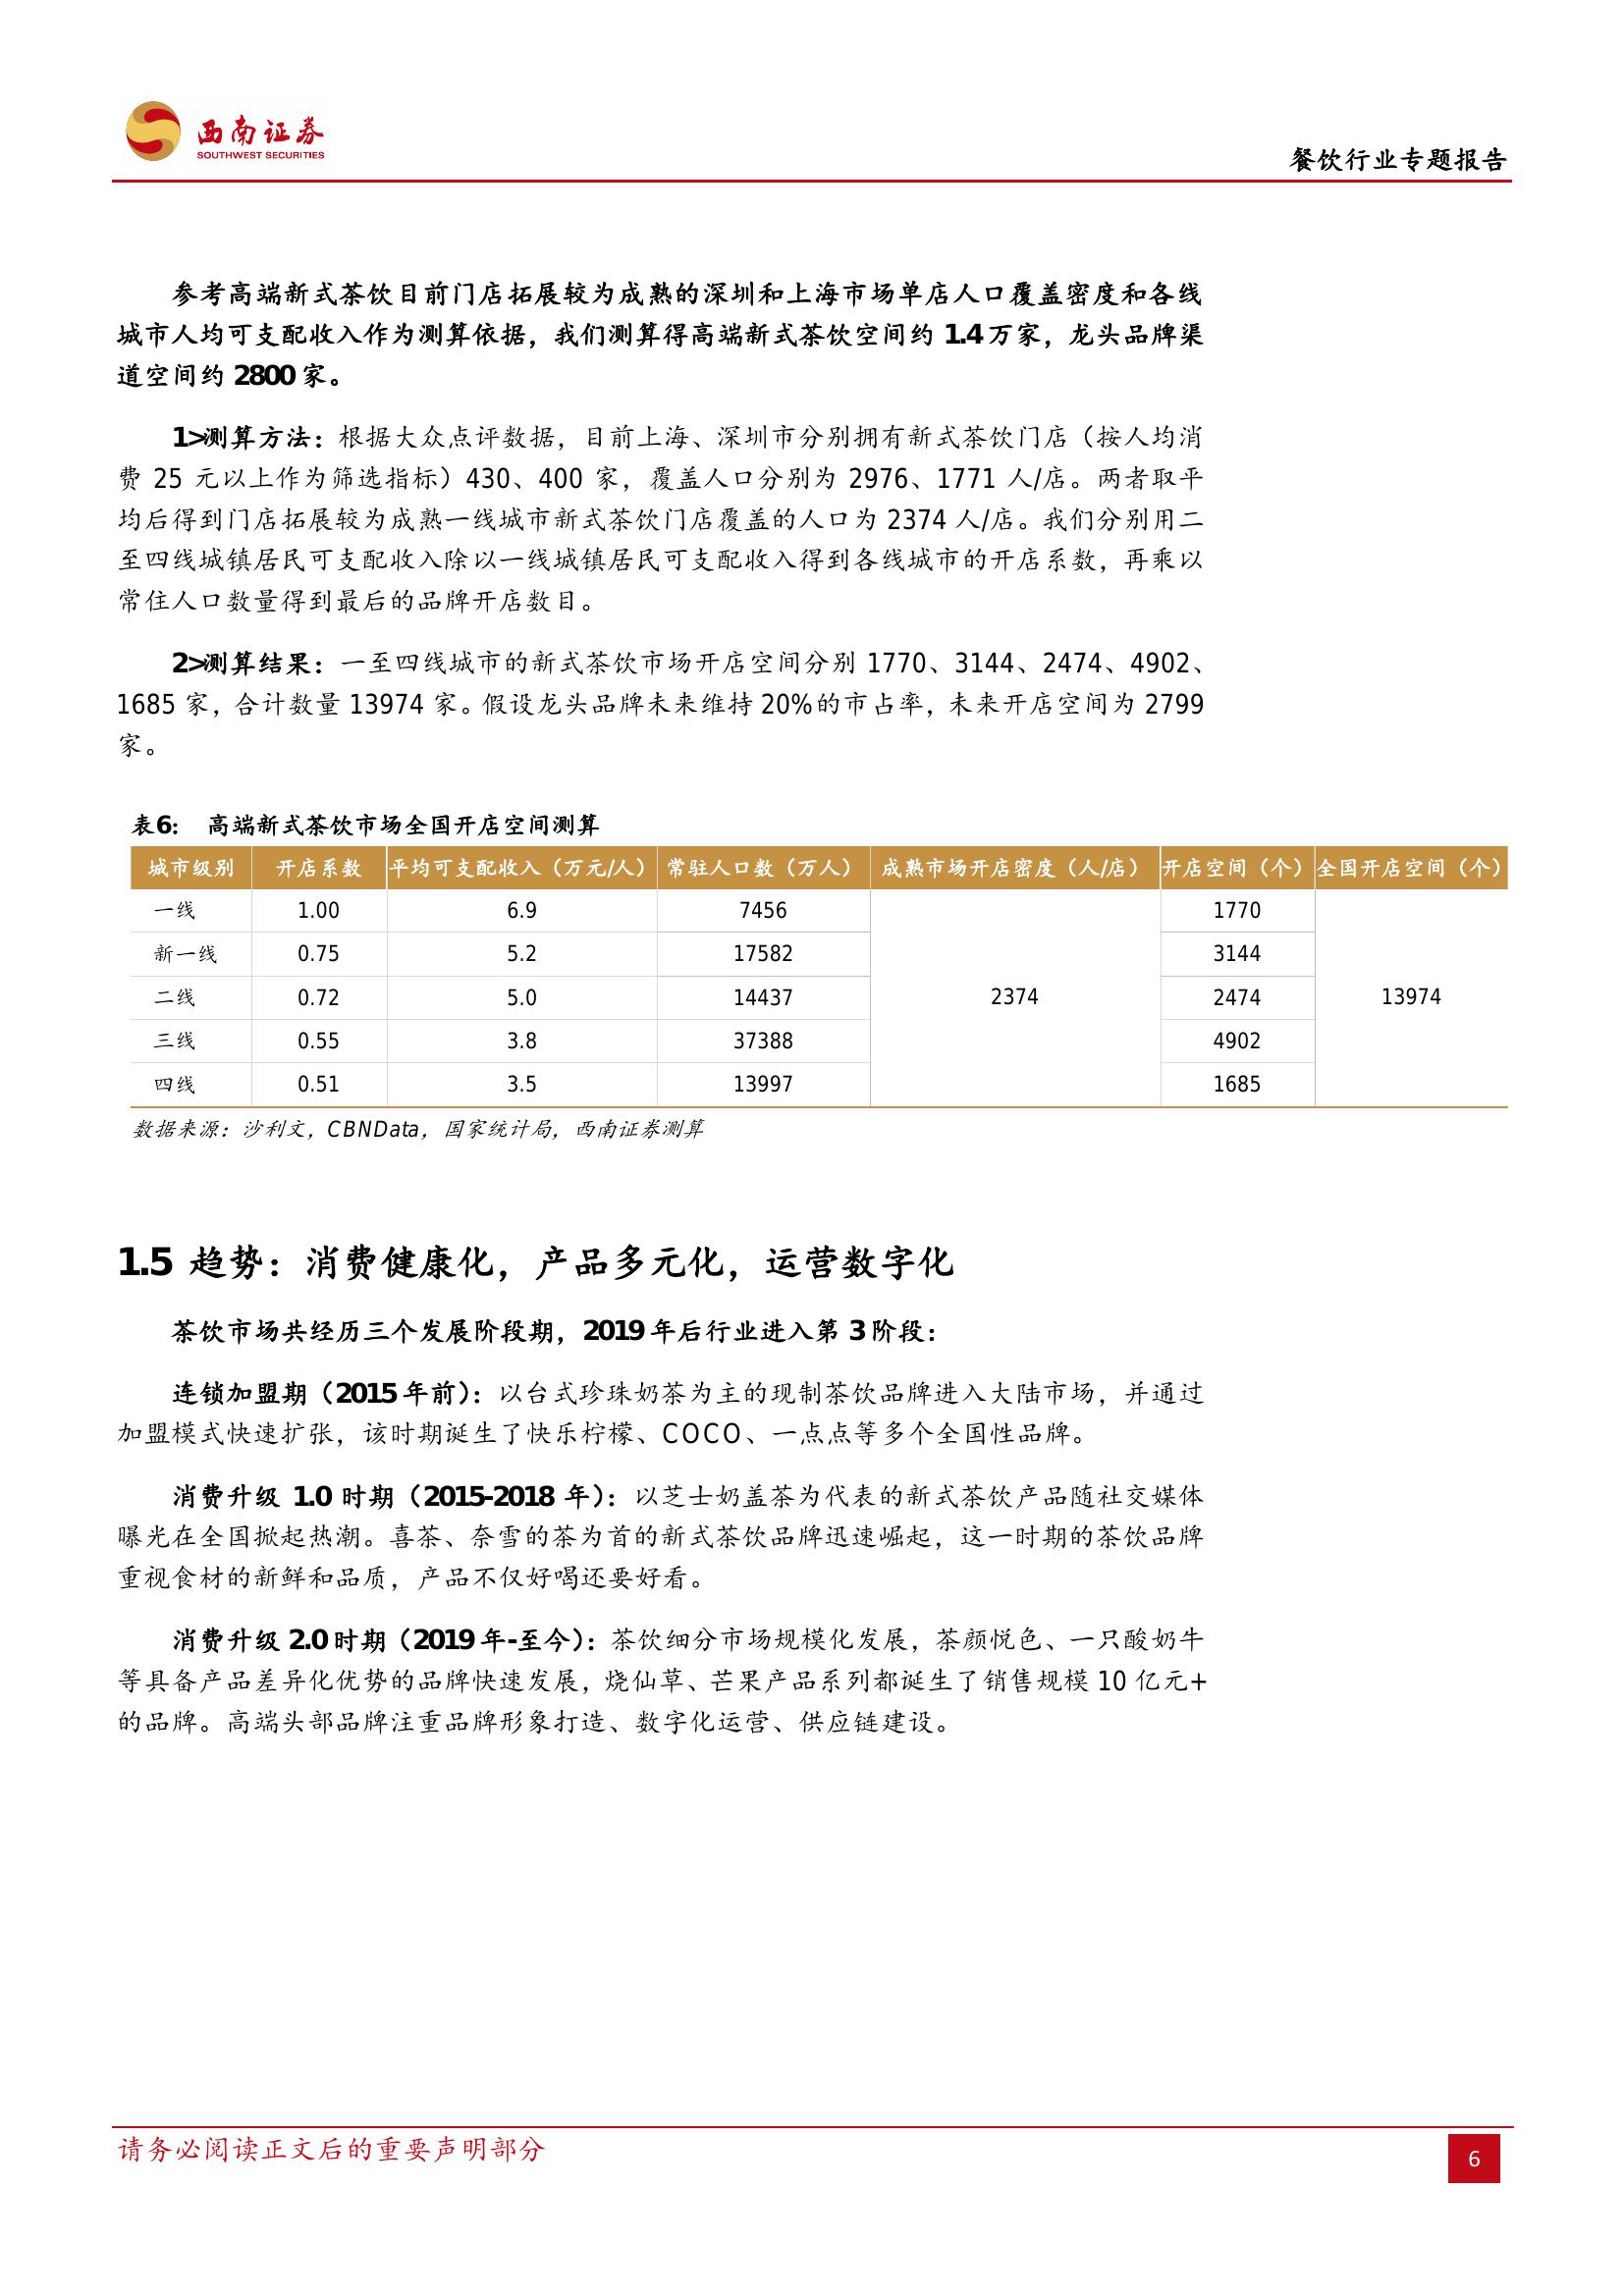 西南证券
SOUTHWEST SECURITIES
餐饮行业专题报告
参考高端新式茶饮目前门店拓展较为成熟的深圳和上海市场单店人口覆盖密度和各线
城市人均可支配收入作为测算依据，我们测算得高端新式茶饮空间约 1.4 万家，龙头品牌渠
道空间约 2800 家。
1>测算方法：根据大众点评数据，目前上海、深圳市分别拥有新式茶饮门店（按人均消
费 25 元以上作为筛选指标）430、400 家，覆盖人口分别为 2976、1771 人/店。两者取平
均后得到门店拓展较为成熟一线城市新式茶饮门店覆盖的人口为 2374 人/店。我们分别用二
至四线城镇居民可支配收入除以一线城镇居民可支配收入得到各线城市的开店系数，再乘以
常住人口数量得到最后的品牌开店数目。
2>测算结果：一至四线城市的新式茶饮市场开店空间分别 1770、3144、2474、4902、
1685 家，合计数量 13974 家。假设龙头品牌未来维持 20%的市占率，未来开店空间为 2799
家。
表6： 高端新式茶饮市场全国开店空间测算
城市级别 开店系数 平均可支配收入（万元/人） 常驻人口数（万人） 成熟市场开店密度（人/店） 开店空间（个） 全国开店空间（个）
一线 1.00 6.9 7456 1770
新一线 0.75 5.2 17582 3144
二线 0.72 5.0 14437 2374 2474 13974
三线 0.55 3.8 37388 4902
四线 0.51 3.5 13997 1685
数据来源：沙利文，CBNData，国家统计局，西南证券测算
1.5 趋势：消费健康化，产品多元化，运营数字化
茶饮市场共经历三个发展阶段期，2019 年后行业进入第 3 阶段：
连锁加盟期（2015 年前）：以台式珍珠奶茶为主的现制茶饮品牌进入大陆市场，并通过
加盟模式快速扩张，该时期诞生了快乐柠檬、COCO、一点点等多个全国性品牌。
消费升级 1.0 时期（2015-2018 年）：以芝士奶盖茶为代表的新式茶饮产品随社交媒体
曝光在全国掀起热潮。喜茶、奈雪的茶为首的新式茶饮品牌迅速崛起，这一时期的茶饮品牌
重视食材的新鲜和品质，产品不仅好喝还要好看。
消费升级 2.0 时期（2019 年-至今）：茶饮细分市场规模化发展，茶颜悦色、一只酸奶牛
等具备产品差异化优势的品牌快速发展，烧仙草、芒果产品系列都诞生了销售规模 10 亿元+
的品牌。高端头部品牌注重品牌形象打造、数字化运营、供应链建设。
请务必阅读正文后的重要声明部分
6